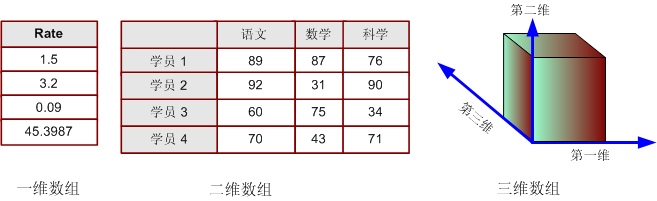 Rate
1.5
3.2
0.09
45.3987
一维数组
语文 数学 科学
学员 1 89 87 76
学员 2 92 31 90
学员 3 60 75 34
学员 4 70 43 71
二维数组
第二维
第三维
第一维
三维数组